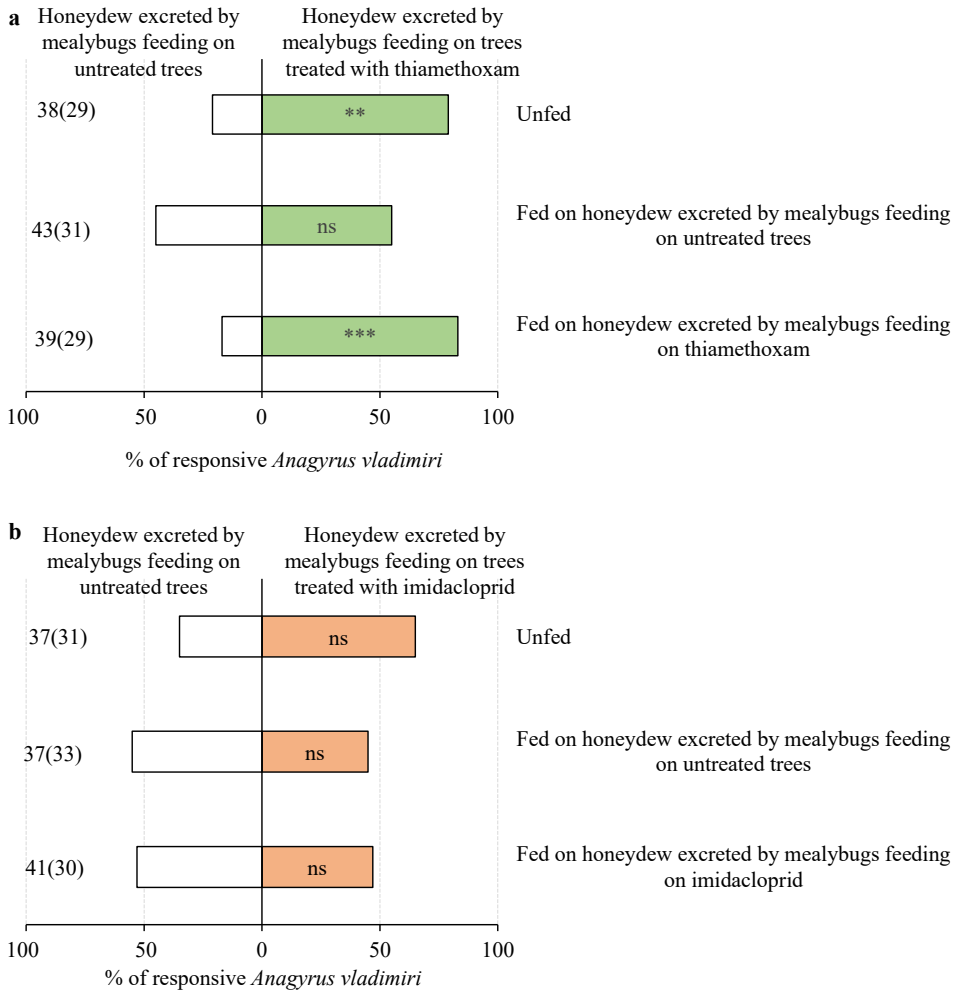 a
Honeydew excreted by
mealybugs feeding on
untreated trees
Honeydew excreted by
mealybugs feeding on trees
treated with thiamethoxam
38(29)
**
Unfed
43(31)
ns
Fed on honeydew excreted by mealybugs feeding
on untreated trees
39(29)
***
Fed on honeydew excreted by mealybugs feeding
on thiamethoxam
100 50 0 50 100
% of responsive Anagyrus vladimiri
b
Honeydew excreted by
mealybugs feeding on
untreated trees
Honeydew excreted by
mealybugs feeding on trees
treated with imidacloprid
37(31)
ns
Unfed
37(33)
ns
Fed on honeydew excreted by mealybugs feeding
on untreated trees
41(30)
ns
Fed on honeydew excreted by mealybugs feeding
on imidacloprid
100 50 0 50 100
% of responsive Anagyrus vladimiri